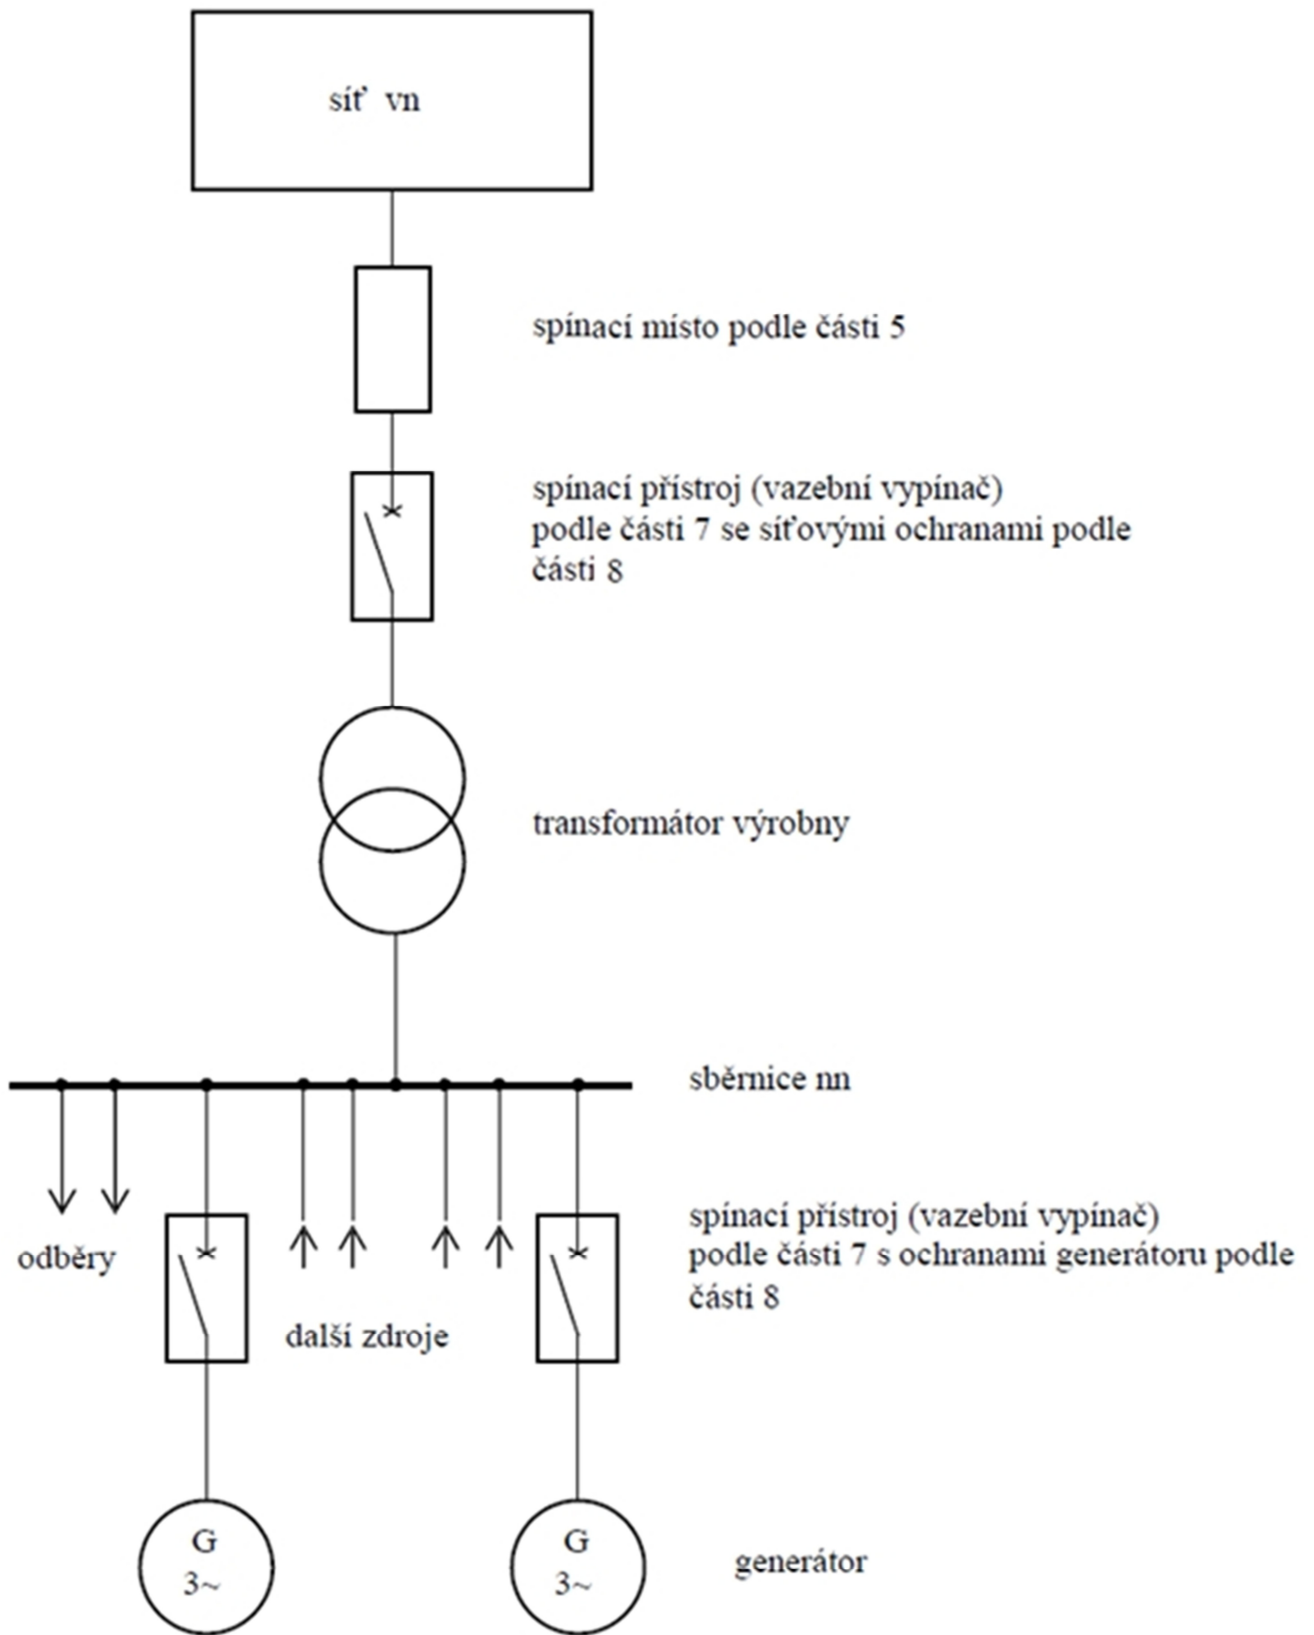 síť vn
spínací místo podle části 5
spínací přístroj (vazební vypínač)
podle části 7 se síťovými ochranami podle
části 8
transformátor výrobny
sběrnice nn
spínací přístroj (vazební vypínač)
podle části 7 s ochranami generátoru podle
části 8
odběry
další zdroje
G
3~
G
3~
generátor